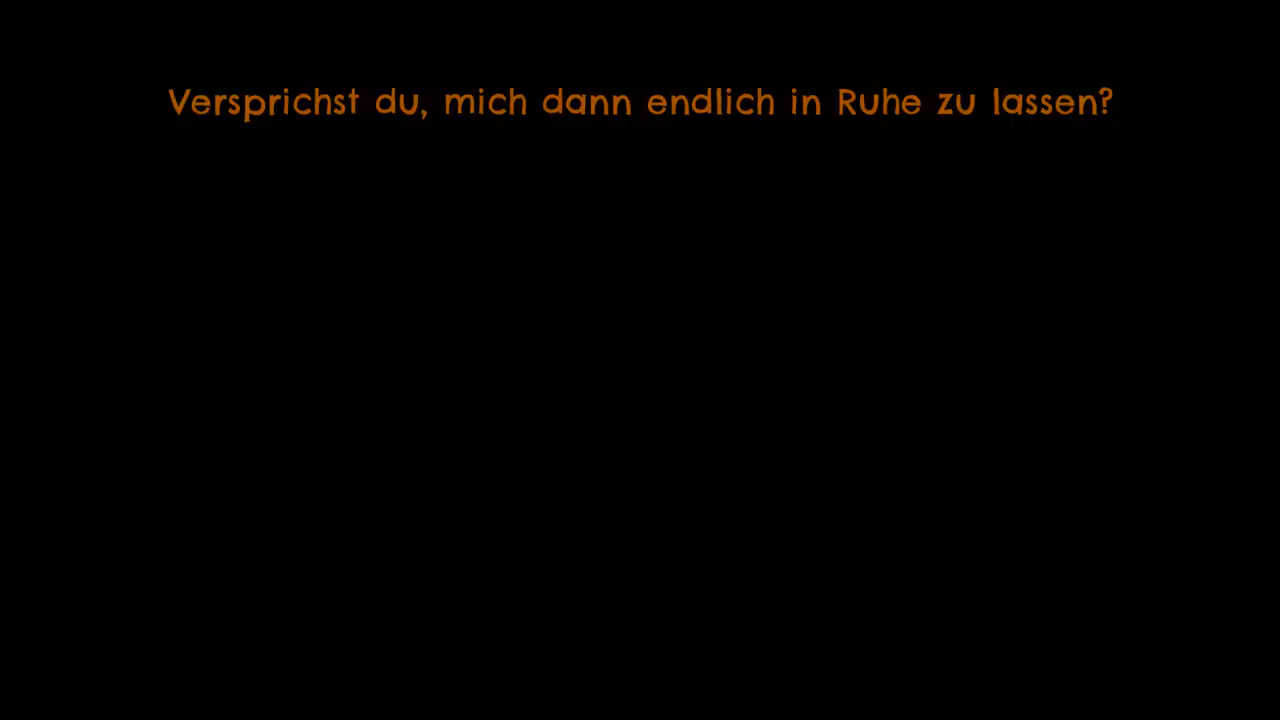 Versprichst du, mich dann endlich in Ruhe zu lassen?